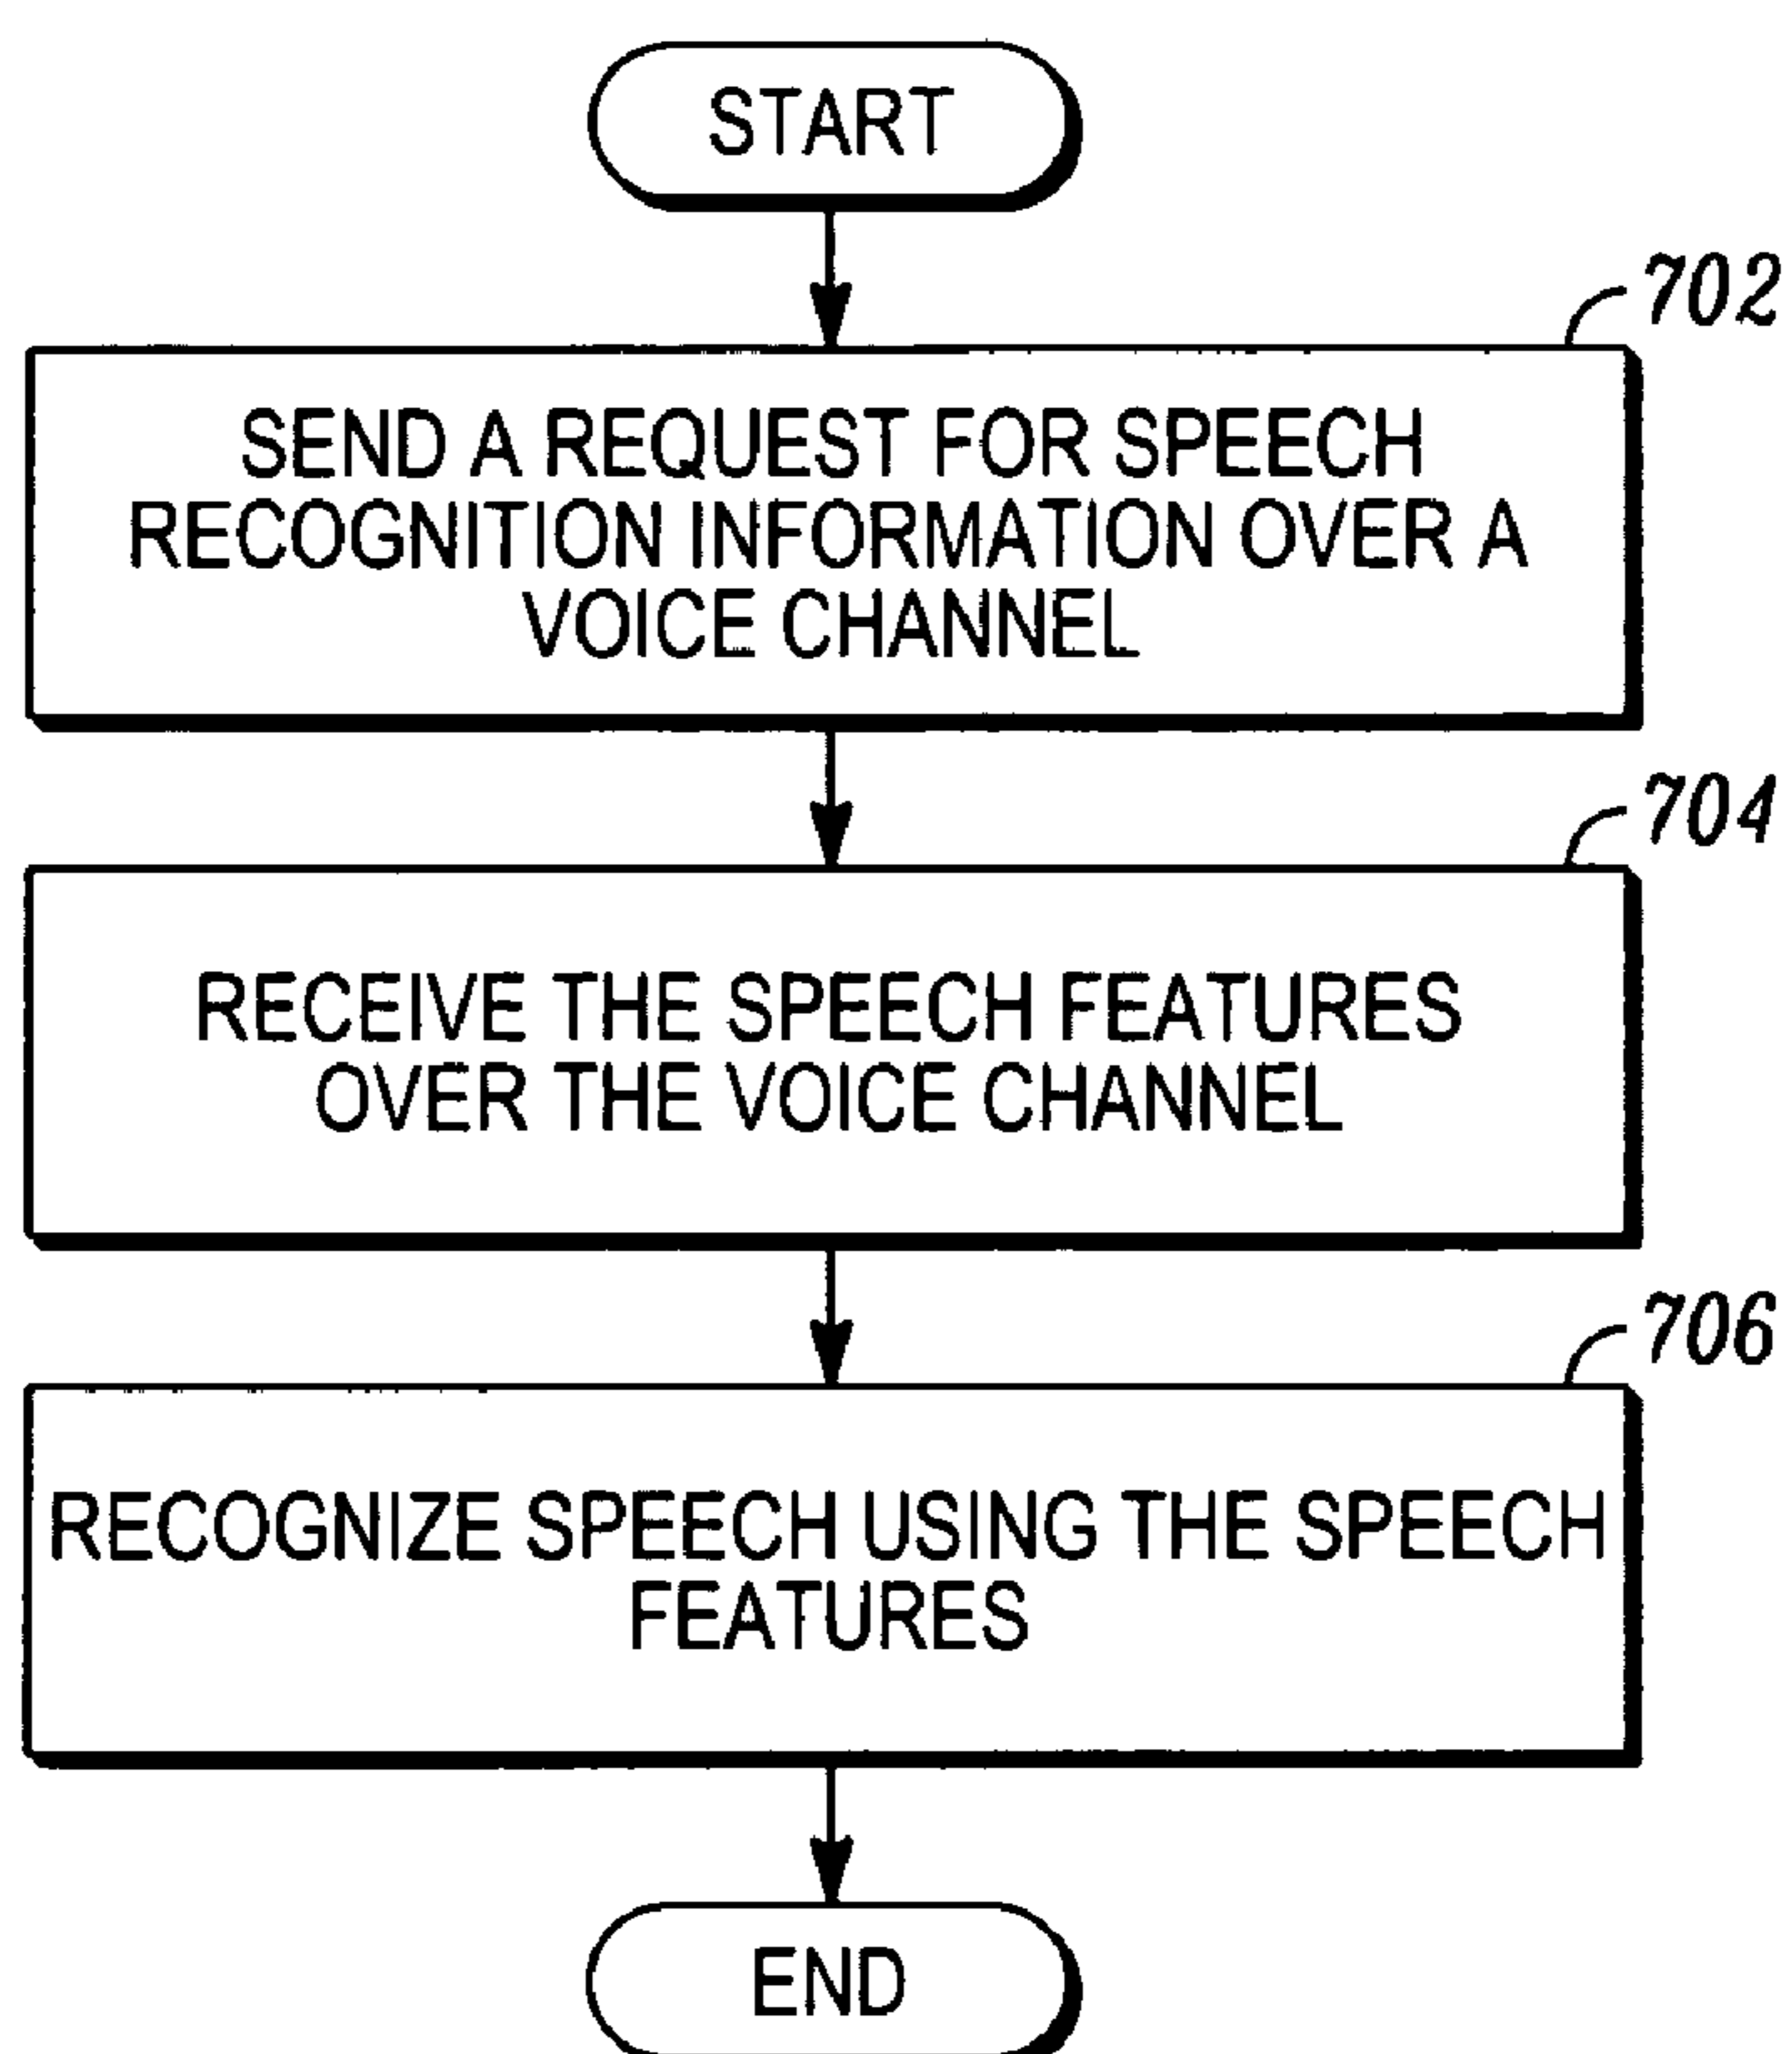 START
702
SEND A REQUEST FOR SPEECH
RECOGNITION INFORMATION OVER A
VOICE CHANNEL
704
RECEIVE THE SPEECH FEATURES
OVER THE VOICE CHANNEL
706
RECOGNIZE SPEECH USING THE SPEECH
FEATURES
END